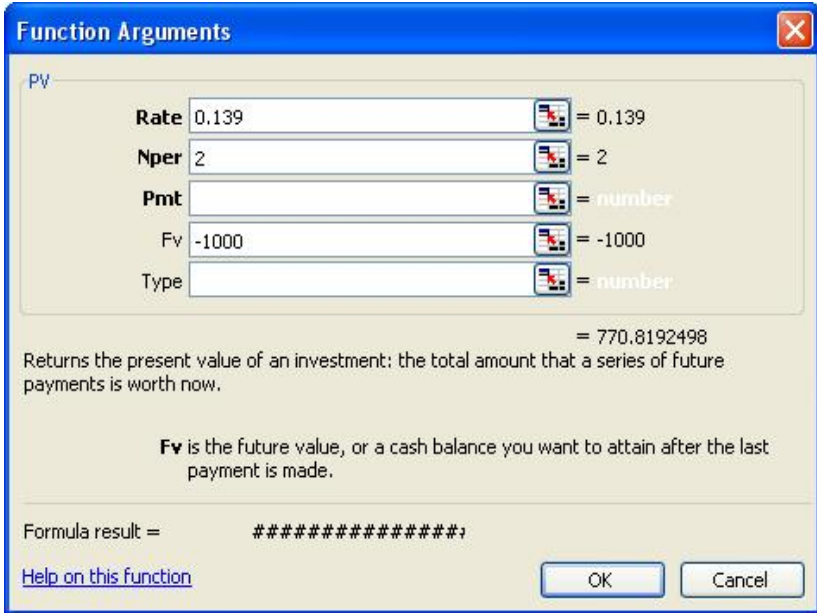 Function Arguments
PV
Rate 0.139 = 0.139
Nper 2 = 2
Pmt = number
Fv -1000 = -1000
Type = number
= 770.8192498
Returns the present value of an investment: the total amount that a series of future
payments is worth now.
Fv is the future value, or a cash balance you want to attain after the last
payment is made.
Formula result = ###############
Help on this function OK Cancel